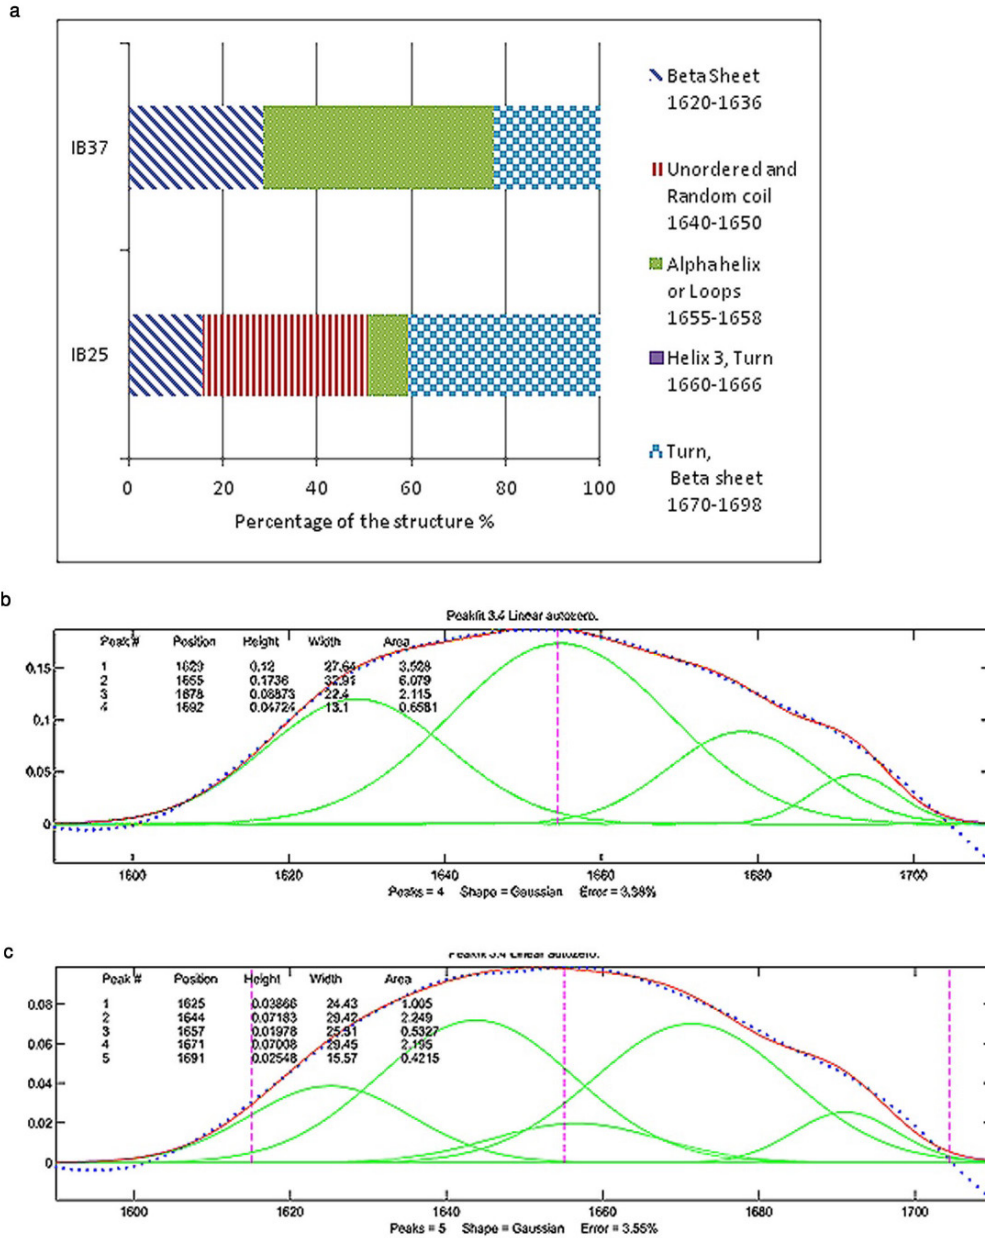 a
IB37
IB25
0 20 40 60 80 100
Percentage of the structure %
Beta Sheet
1620-1636
Unordered and
Random coil
1640-1650
Alpha helix
or Loops
1655-1658
Helix 3, Turn
1660-1666
Turn,
Beta sheet
1670-1698
b
Peakfit 3.4 Linear autozero.
Peak # Position Height Width Area
1 1629 0.12 27.64 3.528
2 1655 0.1736 32.91 6.079
3 1678 0.08873 22.4 2.115
4 1692 0.04724 13.1 0.6581
0.15
0.1
0.05
0
1600 1620 1640 1660 1680 1700
Peaks = 4 Shape = Gaussian Error = 3.38%
c
Peakfit 3.4 Linear autozero.
Peak # Position Height Width Area
1 1625 0.03866 24.43 1.005
2 1644 0.07183 29.42 2.249
3 1657 0.01978 25.31 0.5327
4 1671 0.07008 29.45 2.195
5 1691 0.02548 15.57 0.4215
0.08
0.06
0.04
0.02
0
1600 1620 1640 1660 1680 1700
Peaks = 5 Shape = Gaussian Error = 3.55%